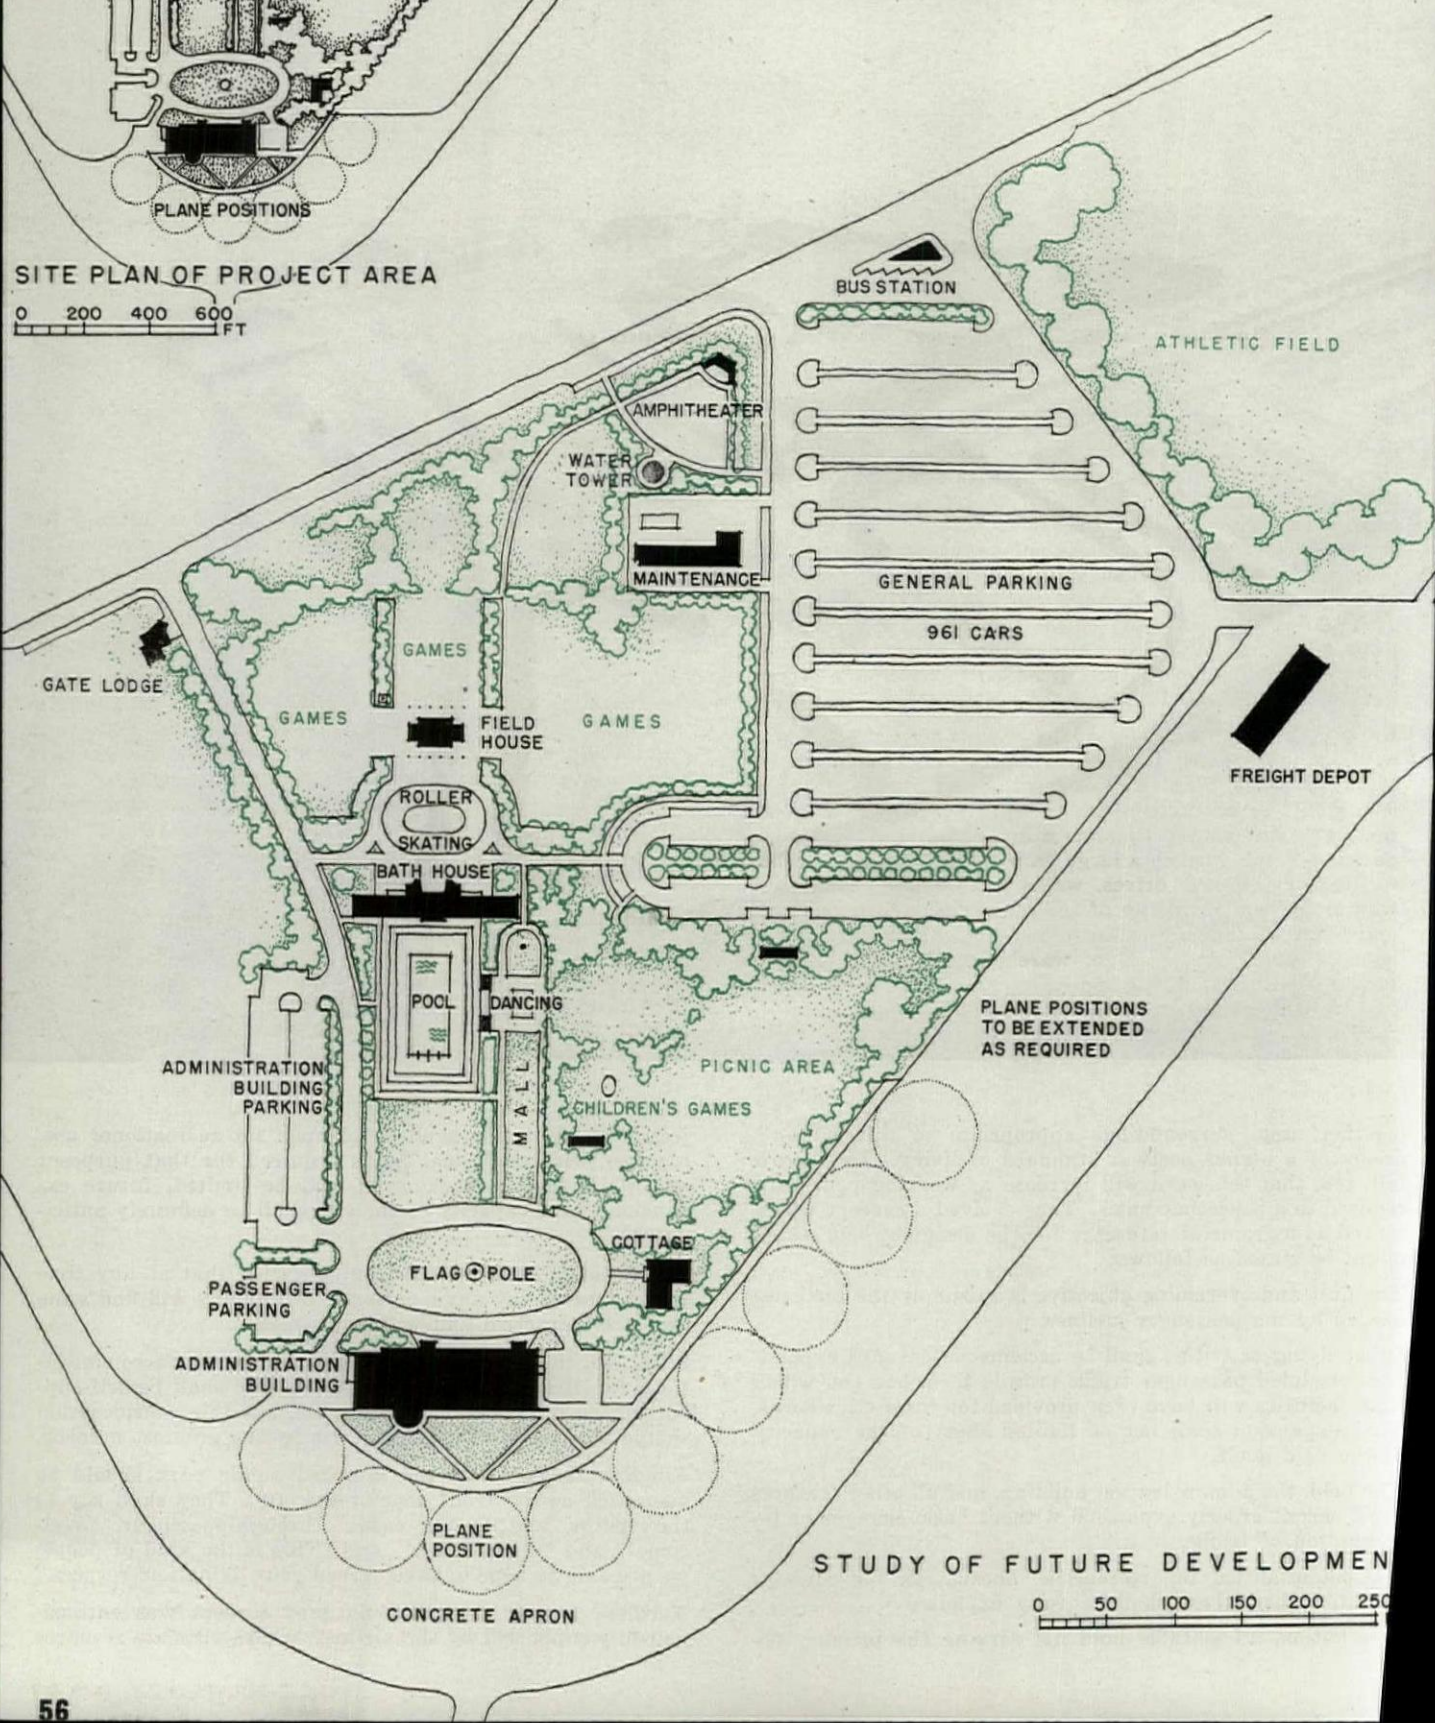 PLANE POSITIONS
SITE PLAN OF PROJECT AREA
0 200 400 600
FT
BUS STATION
ATHLETIC FIELD
AMPHITHEATER
WATER
TOWER
MAINTENANCE
GENERAL PARKING
961 CARS
GATE LODGE
GAMES
GAMES
GAMES
FIELD
HOUSE
FREIGHT DEPOT
ROLLER
SKATING
BATH HOUSE
POOL
DANCING
PLANE POSITIONS
TO BE EXTENDED
AS REQUIRED
ADMINISTRATION
BUILDING
PARKING
MALL
PICNIC AREA
CHILDREN'S GAMES
COTTAGE
FLAG POLE
PASSENGER
PARKING
ADMINISTRATION
BUILDING
PLANE
POSITION
CONCRETE APRON
STUDY OF FUTURE DEVELOPMEN
0 50 100 150 200 250
56